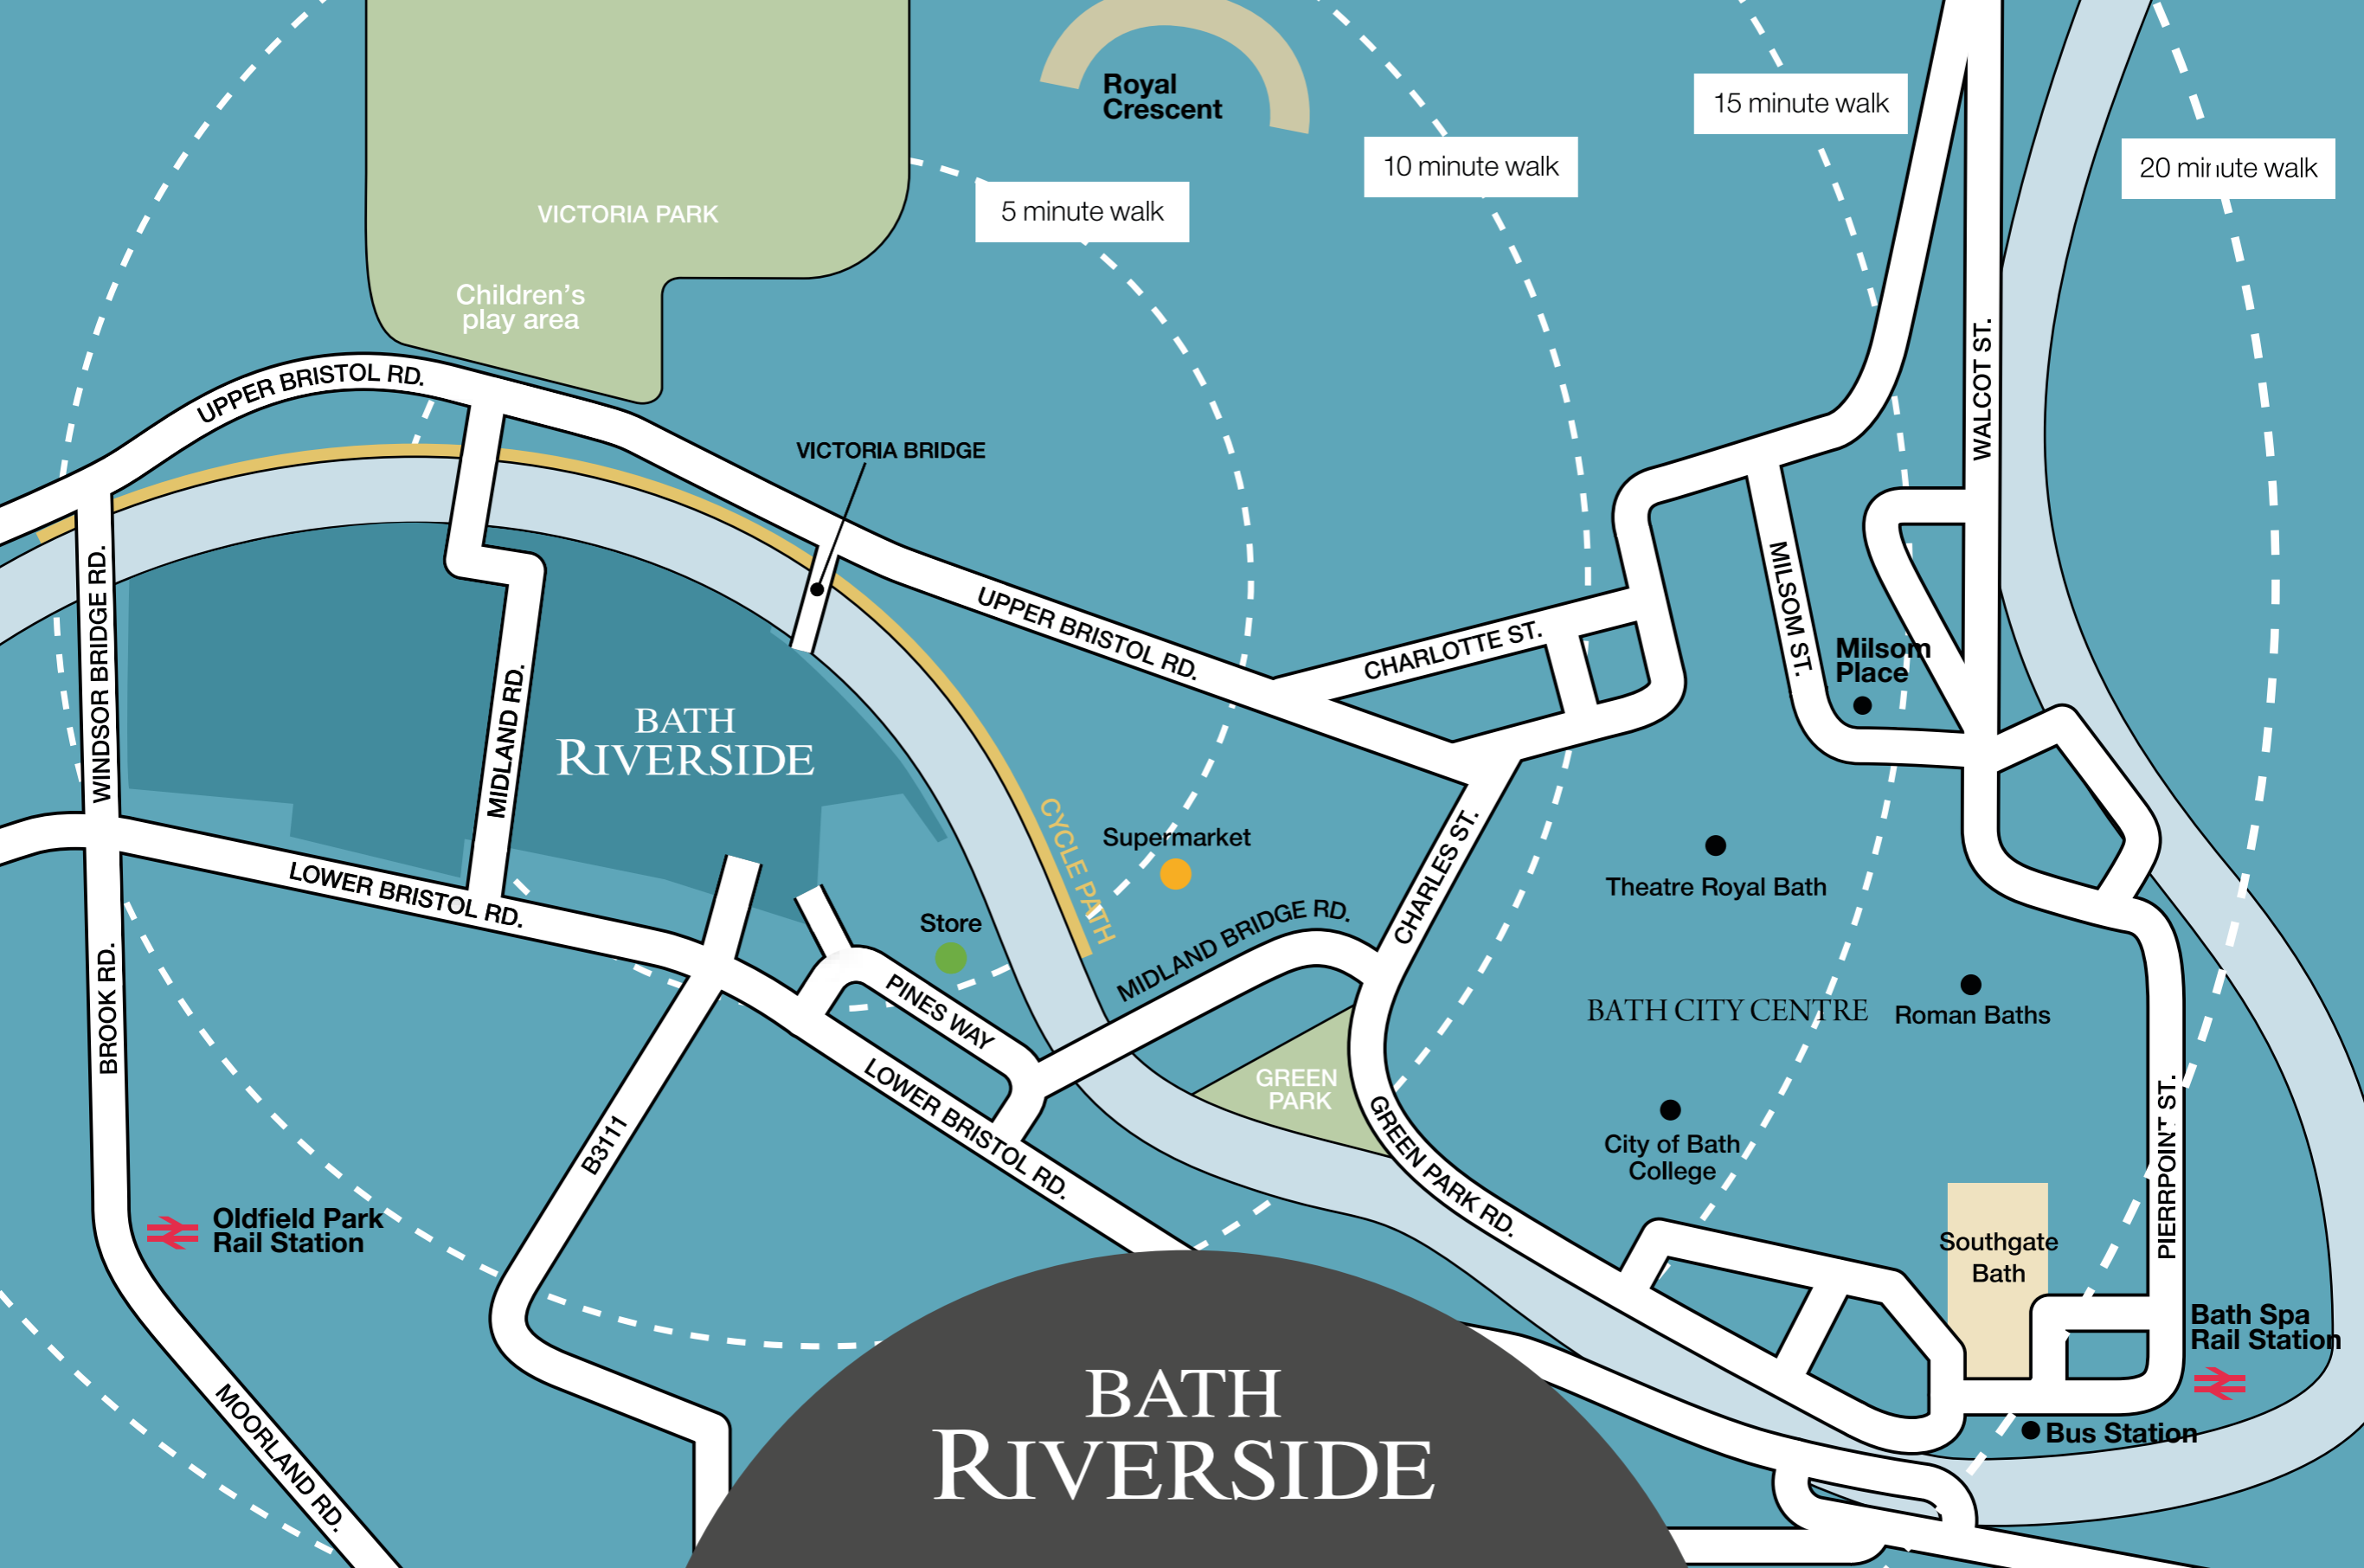 Royal
Crescent
15 minute walk
10 minute walk
20 minute walk
5 minute walk
VICTORIA PARK
Children's
play area
UPPER BRISTOL RD.
WALCOT ST.
VICTORIA BRIDGE
WINDSOR BRIDGE RD.
MILSOM ST.
UPPER BRISTOL RD.
CHARLOTTE ST.
Milsom
Place
MIDLAND RD.
BATH
RIVERSIDE
CYCLE PATH
Supermarket
CHARLES ST.
Theatre Royal Bath
LOWER BRISTOL RD.
Store
MIDLAND BRIDGE RD.
BROOK RD.
PINES WAY
BATH CITY CENTRE
Roman Baths
GREEN
PARK
LOWER BRISTOL RD.
B3111
GREEN PARK RD.
City of Bath
College
PIERRPOINT ST.
Oldfield Park
Rail Station
Southgate
Bath
Bath Spa
Rail Station
MOORLAND RD.
Bus Station
BATH
RIVERSIDE